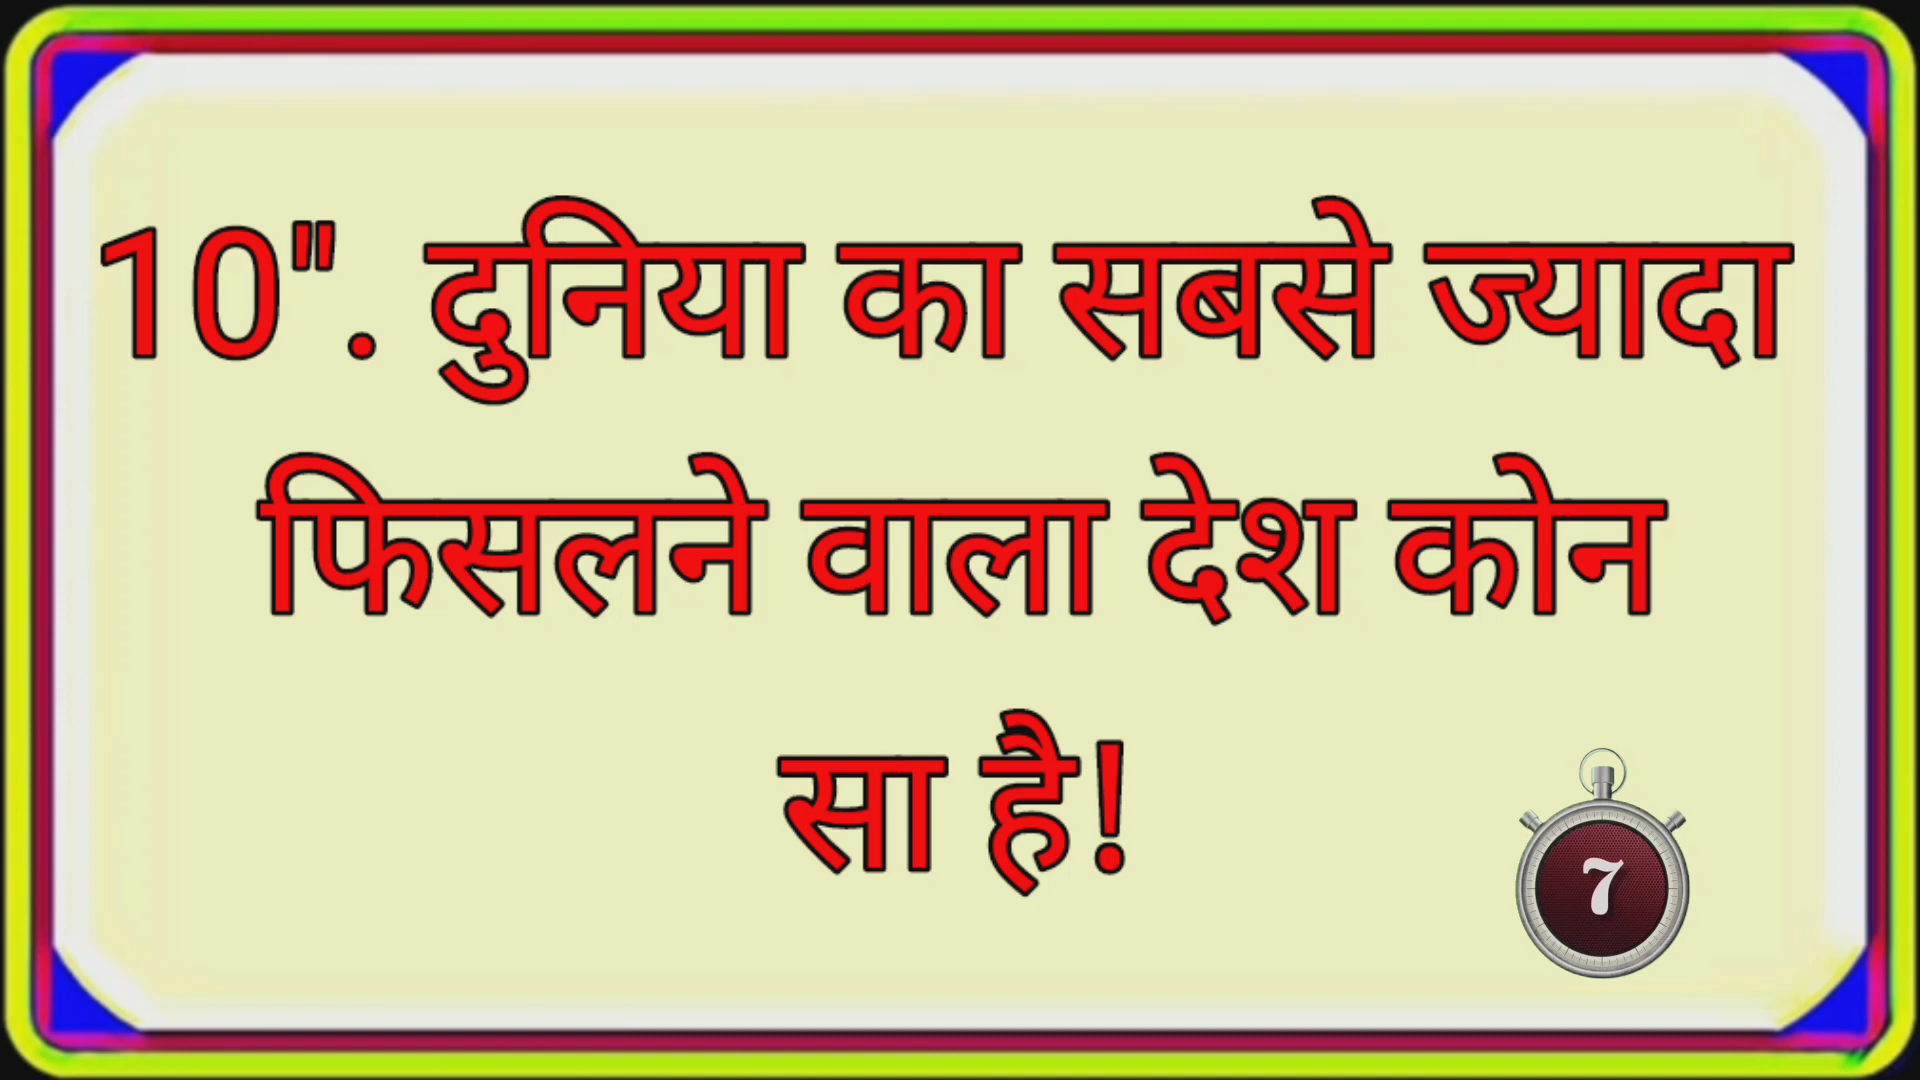 10". दुनिया का सबसे ज्यादा
फिसलने वाला देश कोन
सा है!
7